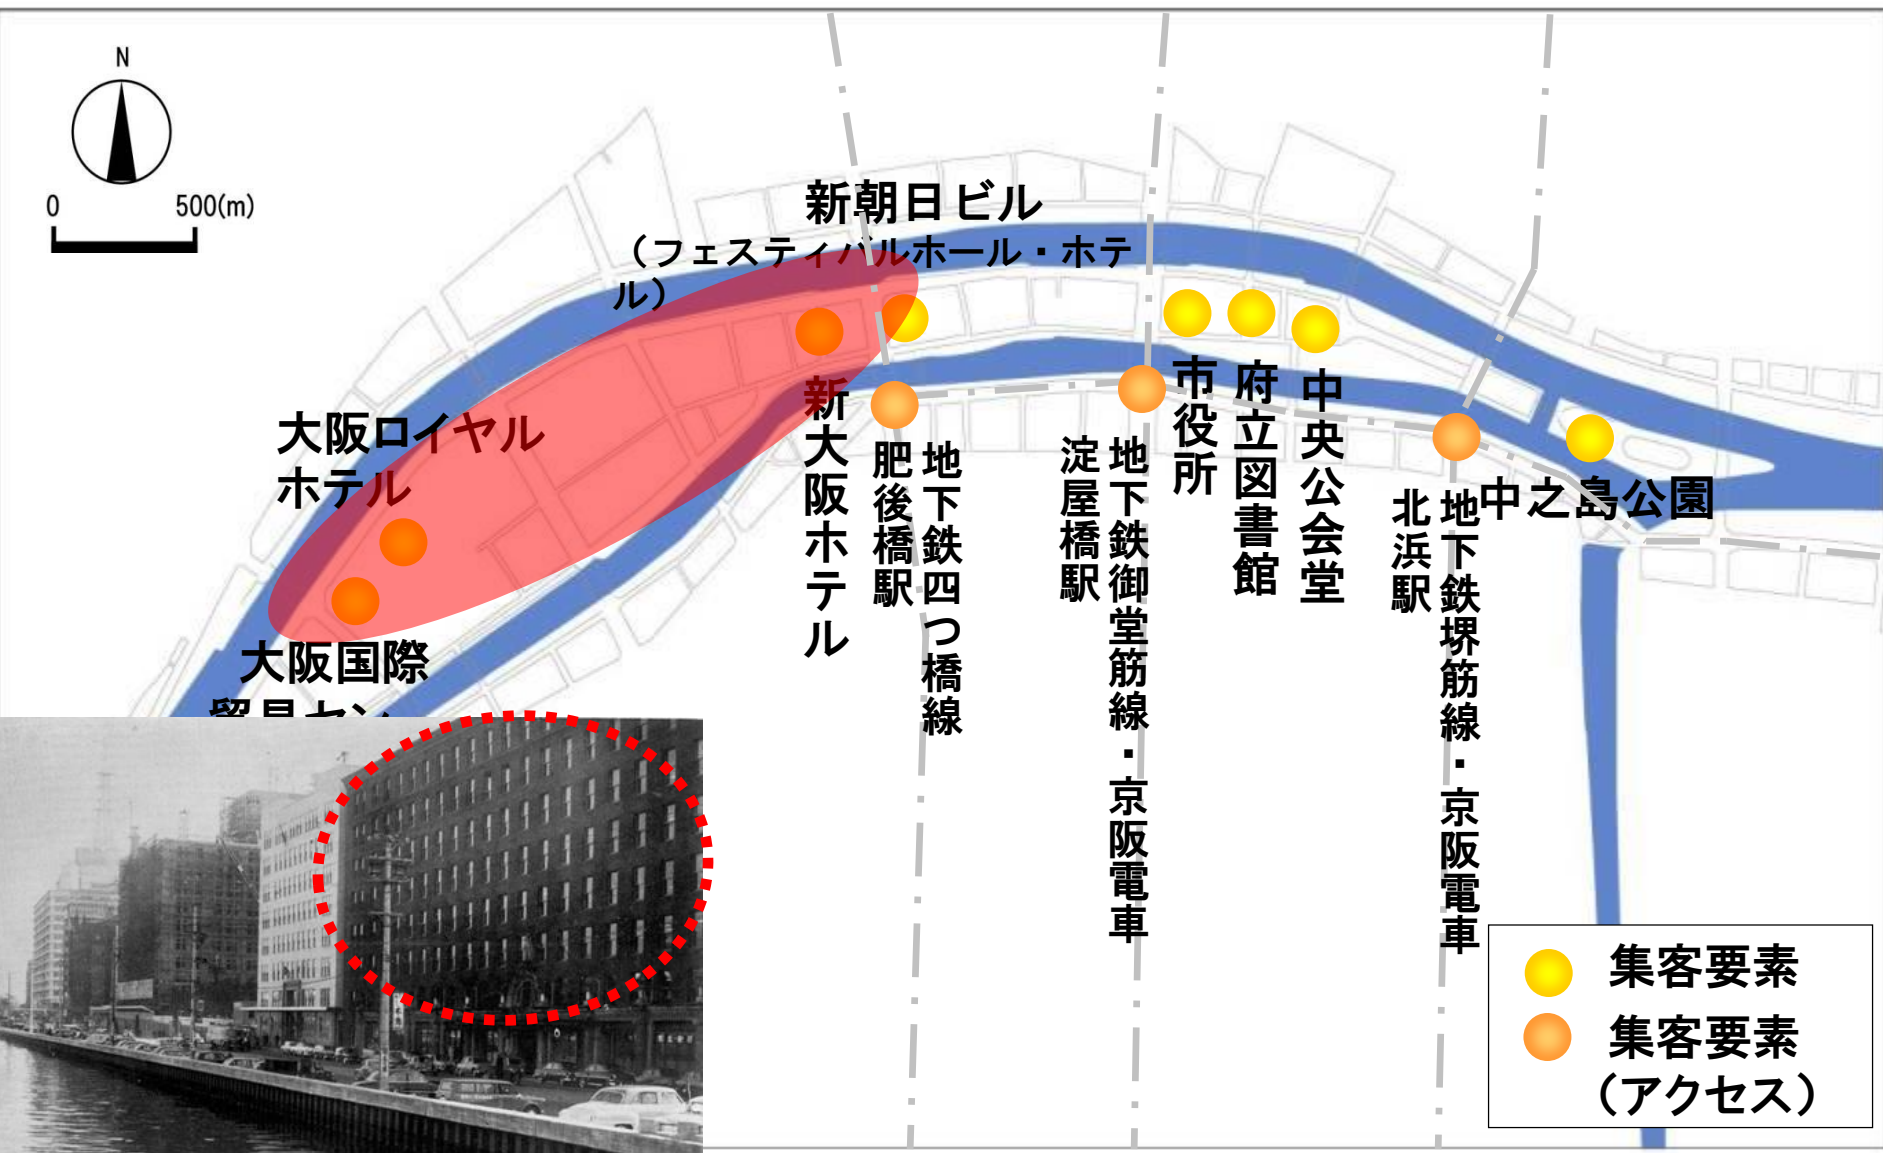 N
0 500(m)
新朝日ビル
（フェスティバルホール・ホテ
ル）
大阪ロイヤル
ホテル
大阪国際
貿易セン
新大阪ホテル
地下鉄四つ橋線
肥後橋駅
地下鉄御堂筋線・京阪電車
淀屋橋駅
市役所
府立図書館
中央公会堂
地下鉄堺筋線・京阪電車
北浜駅
中之島公園
集客要素
集客要素
（アクセス）